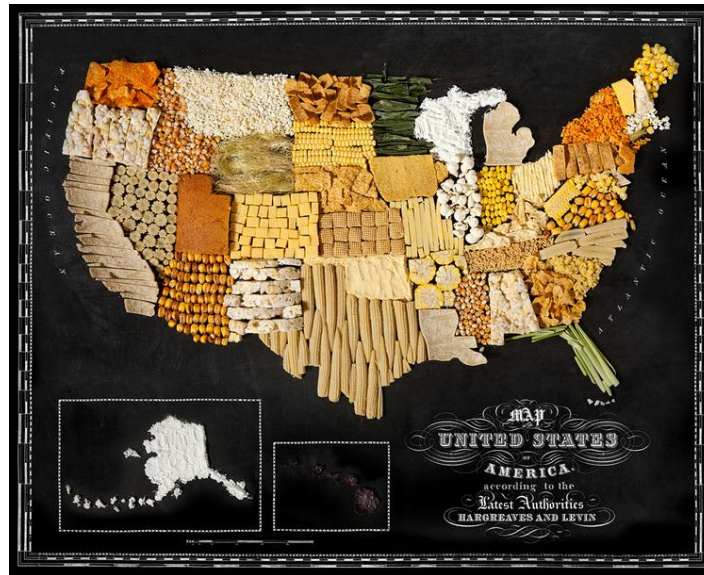 PACIFIC OCEAN
ATLANTIC OCEAN
MAP
UNITED STATES
OF
AMERICA,
according to the
Latest Authorities
HARGREAVES AND LEVIN